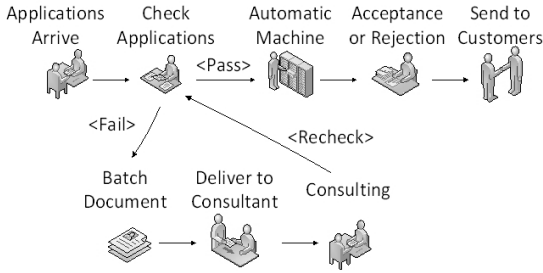 Applications Arrive
Check Applications
Automatic Machine
Acceptance or Rejection
Send to Customers
<Pass>
<Fail>
<Recheck>
Batch Document
Deliver to Consultant
Consulting